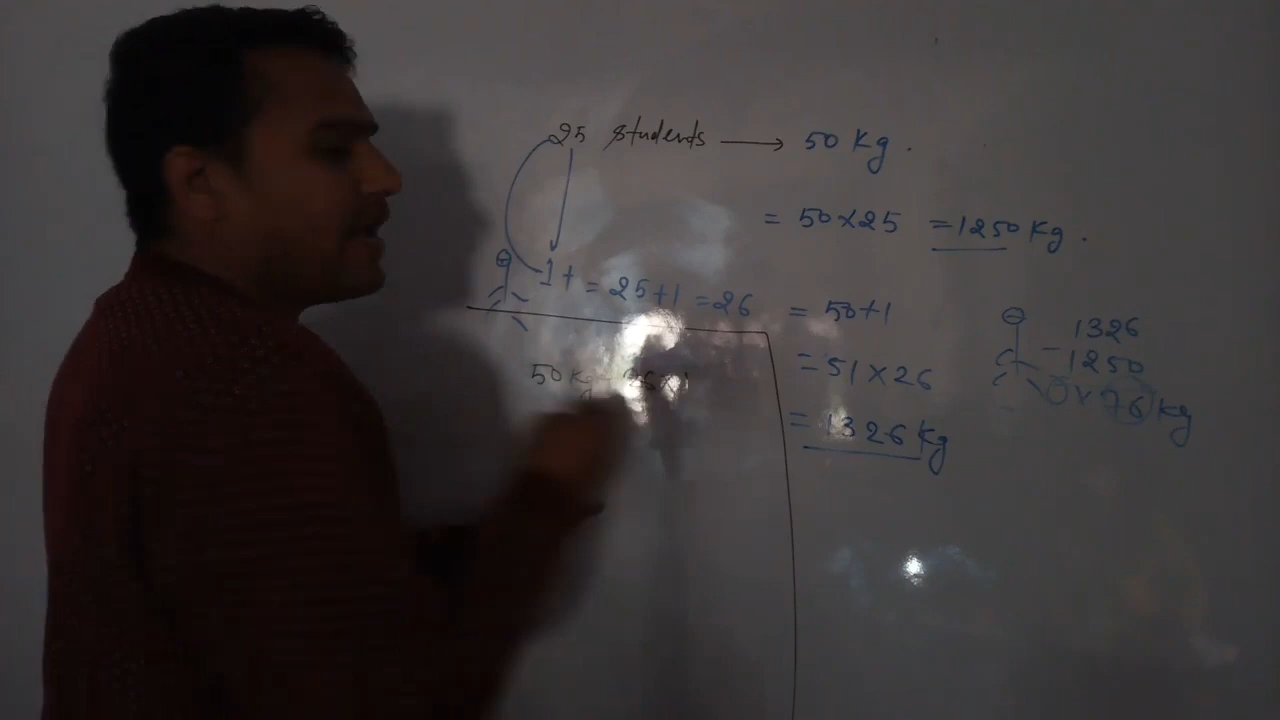 25 students → 50 Kg.
= 50×25 = 1250 Kg.
1+ = 25+1 = 26
= 50+1
= 51×26
= 1326 Kg
1326
- 1250
76 Kg
50 Kg